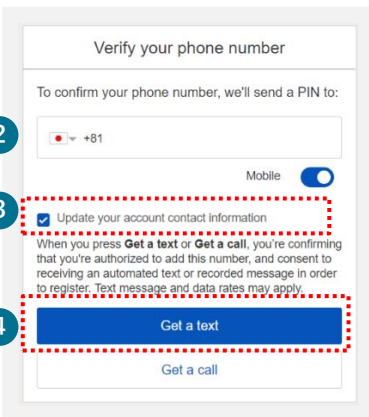 Verify your phone number
To confirm your phone number, we'll send a PIN to:
2
+81
Mobile
3
Update your account contact information
When you press Get a text or Get a call, you're confirming
that you're authorized to add this number, and consent to
receiving an automated text or recorded message in order
to register. Text message and data rates may apply.
4
Get a text
Get a call